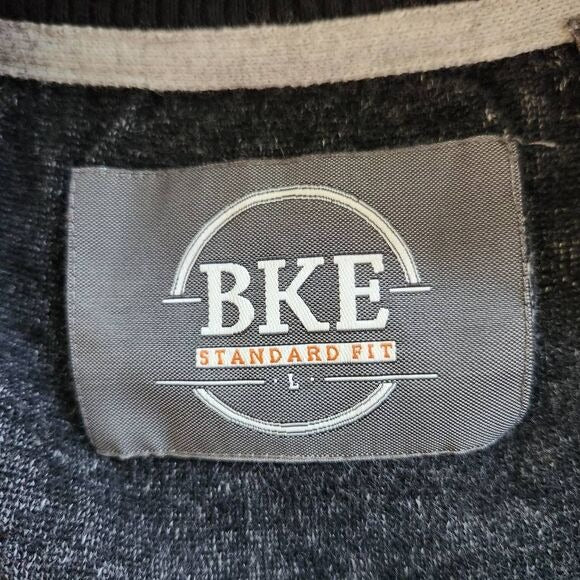 BKE
STANDARD FIT
· L ·